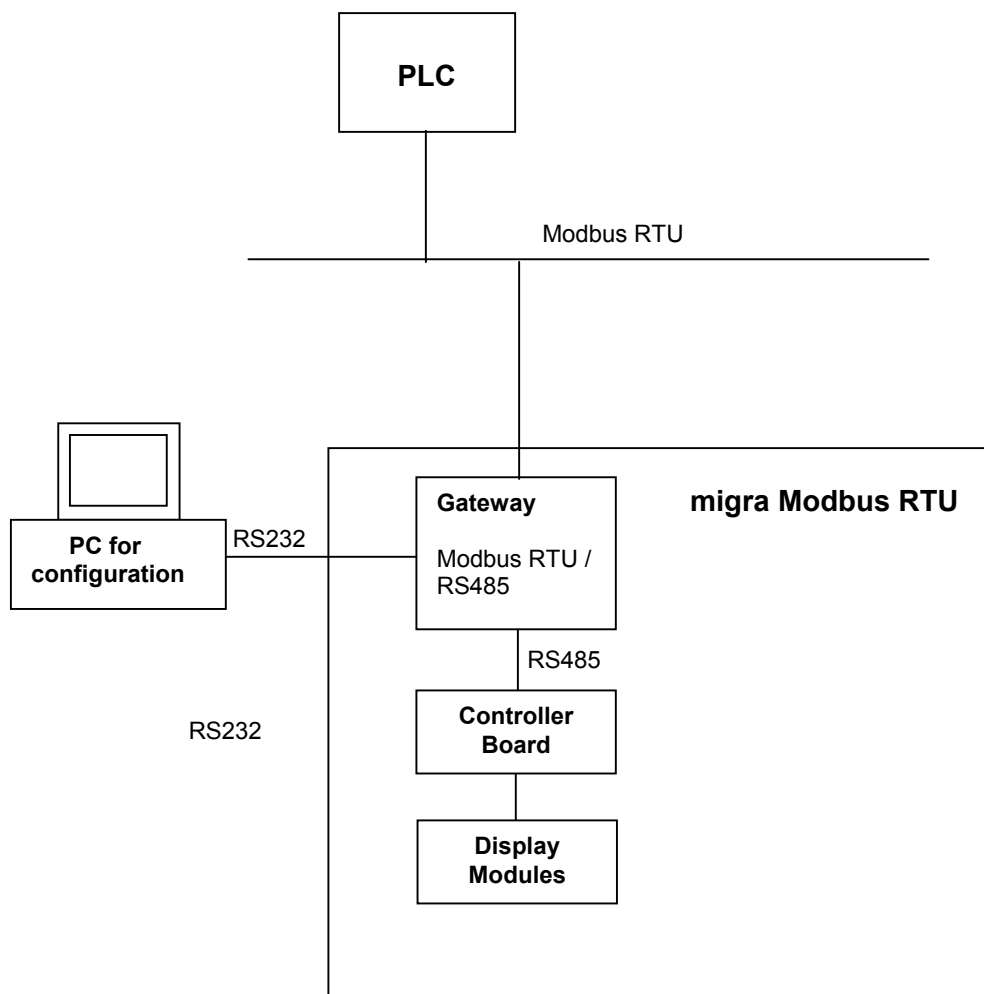 PLC
Modbus RTU
migra Modbus RTU
Gateway
Modbus RTU /
RS485
RS232
PC for
configuration
RS485
RS232
Controller
Board
Display
Modules